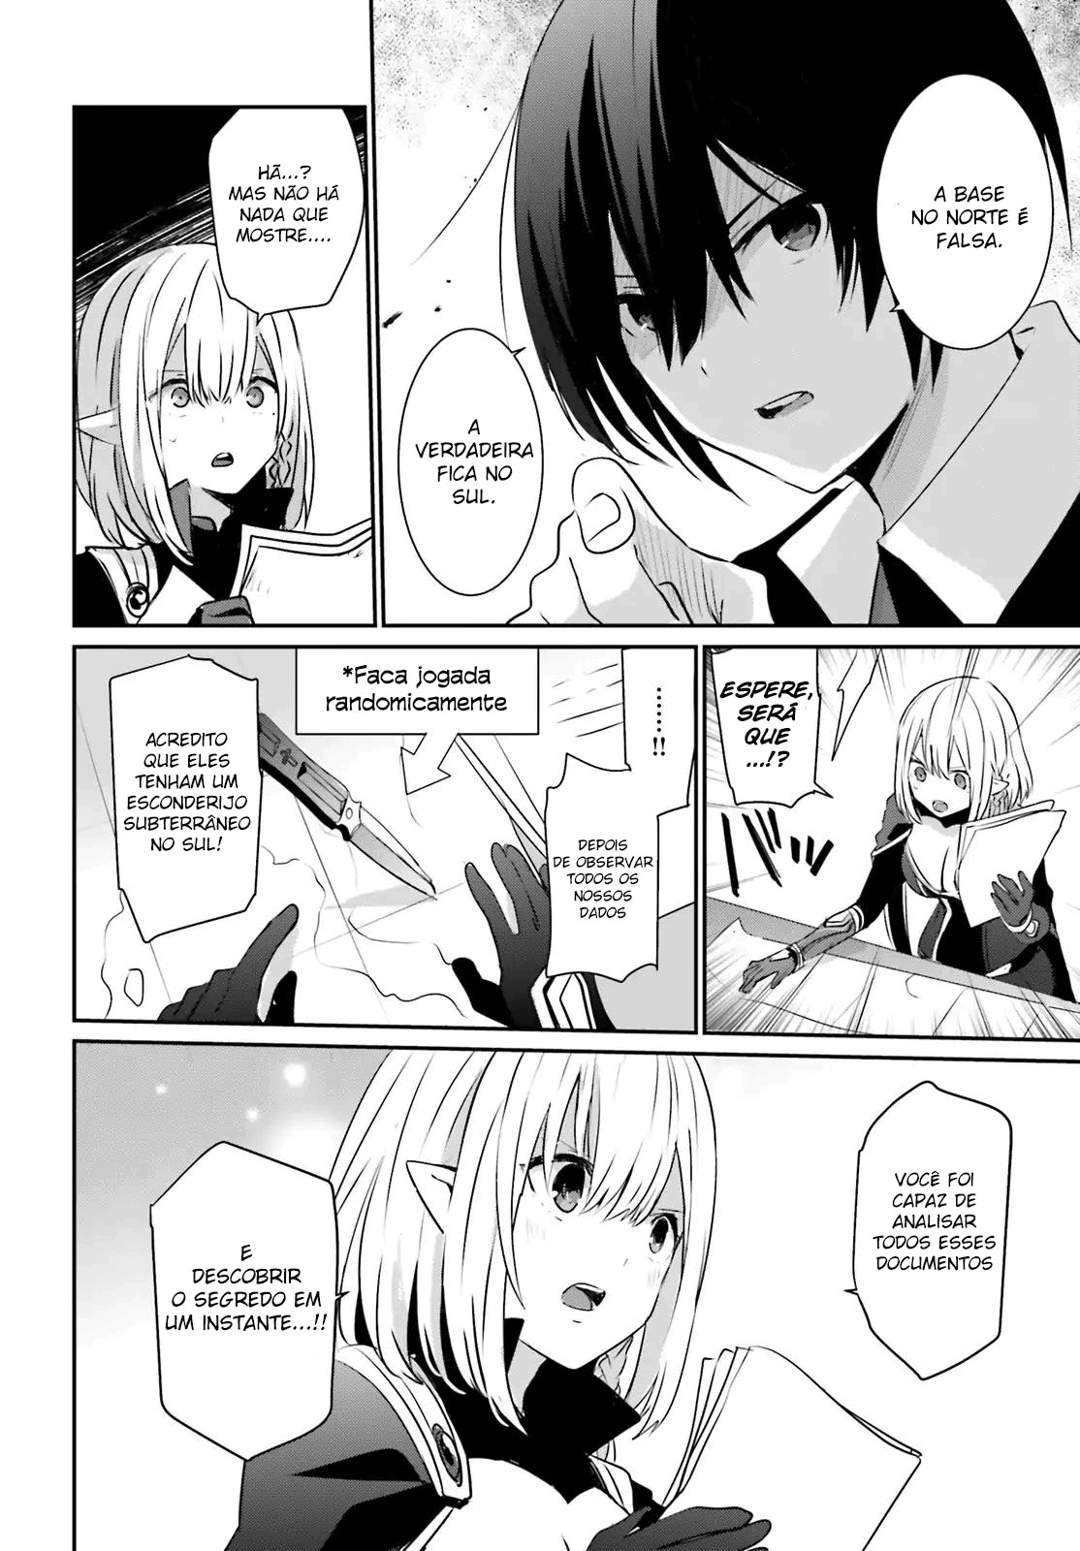 A BASE
NO NORTE É
FALSA.
A
VERDADEIRA
FICA NO
SUL.
HÃ...?
MAS NÃO HÁ
NADA QUE
MOSTRE....
ESPERE,
SERÁ
QUE
...!?
......!!
DEPOIS
DE OBSERVAR
TODOS OS
NOSSOS
DADOS
*Faca jogada
randomicamente
ACREDITO
QUE ELES
TENHAM UM
ESCONDERIJO
SUBTERRÂNEO
NO SUL!
VOCÊ FOI
CAPAZ DE
ANALISAR
TODOS ESSES
DOCUMENTOS
E
DESCOBRIR
O SEGREDO EM
UM INSTANTE...!!